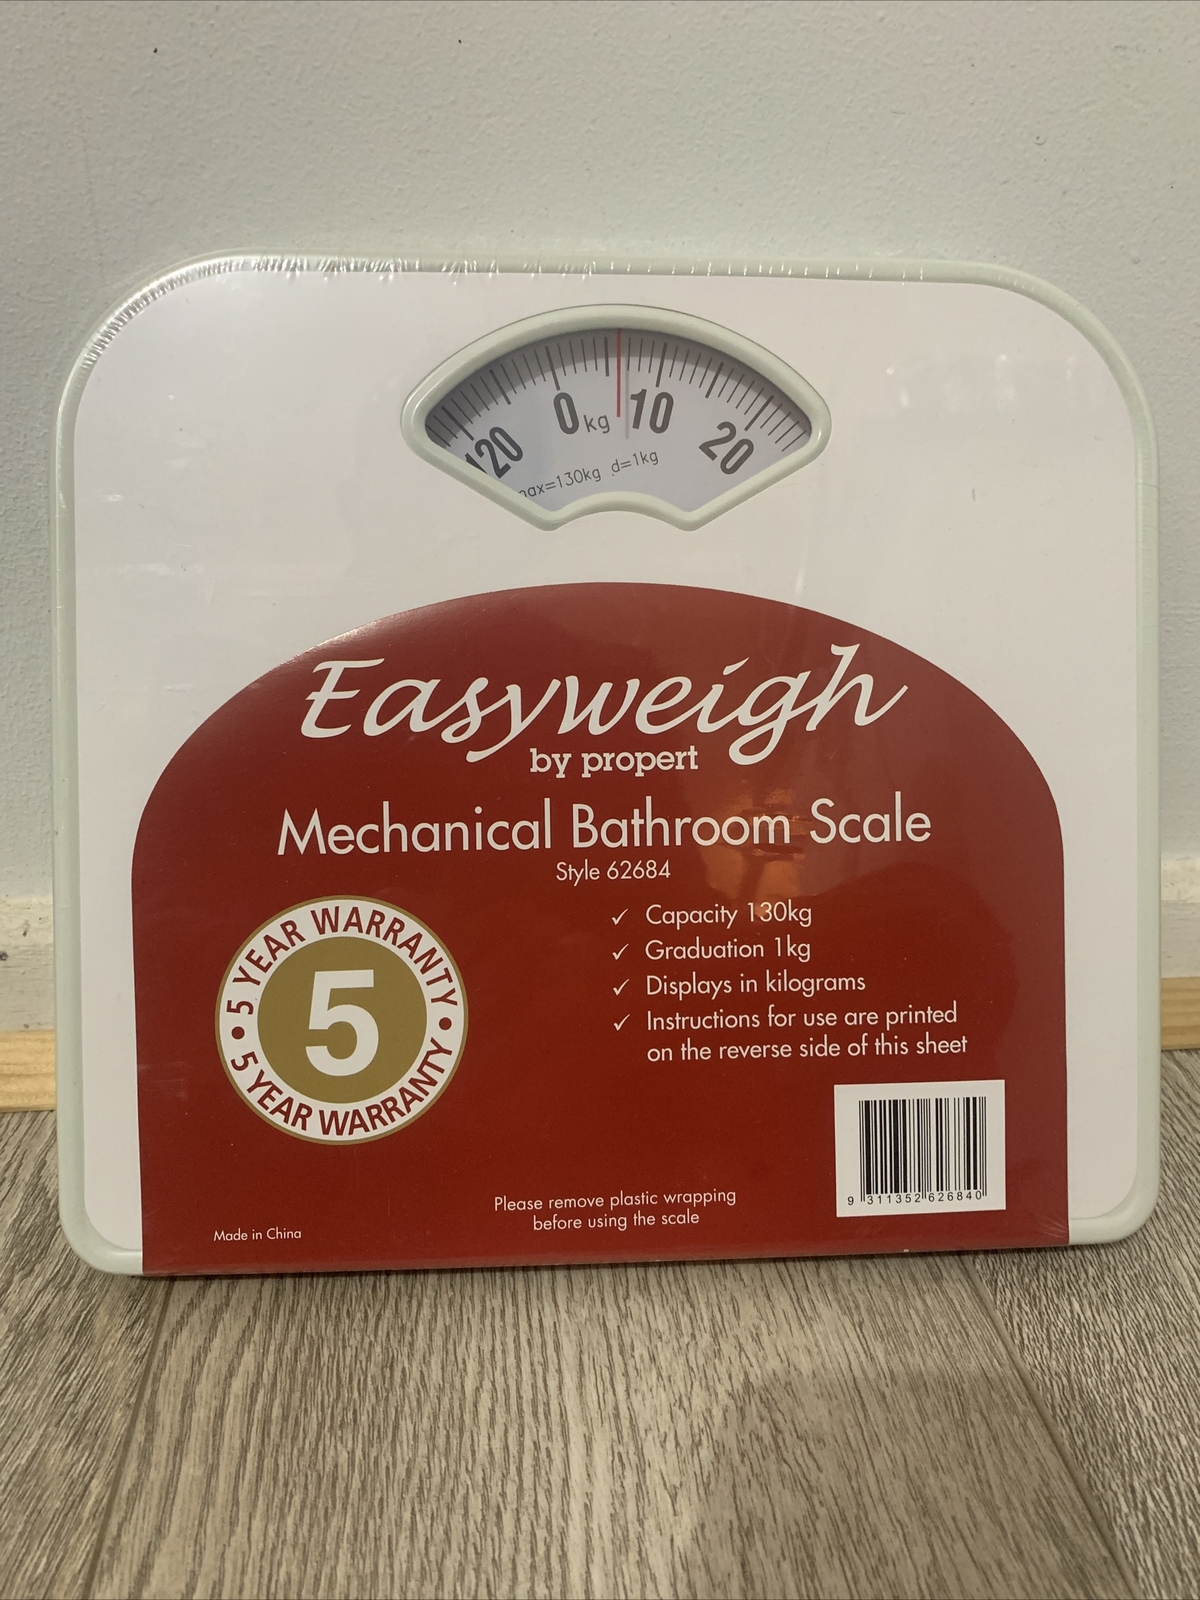 0 kg 10
120
20
max=130kg d=1kg
Easyweigh
by propert
Mechanical Bathroom Scale
Style 62684
✓ Capacity 130kg
✓ Graduation 1kg
✓ Displays in kilograms
✓ Instructions for use are printed
on the reverse side of this sheet
• 5 YEAR WARRANTY •
5
5 YEAR WARRANTY
9 311352 626840
Please remove plastic wrapping
before using the scale
Made in China